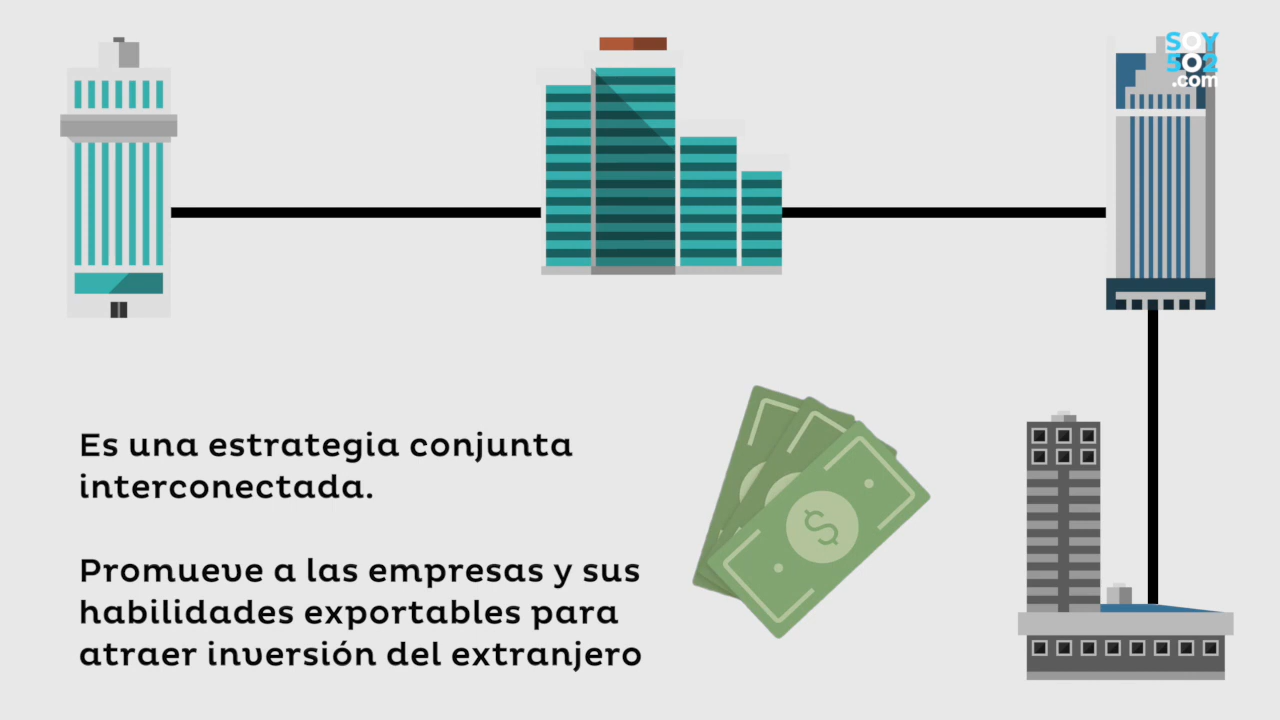 SOY
502
.com
Es una estrategia conjunta
interconectada.
Promueve a las empresas y sus
habilidades exportables para
atraer inversión del extranjero
$